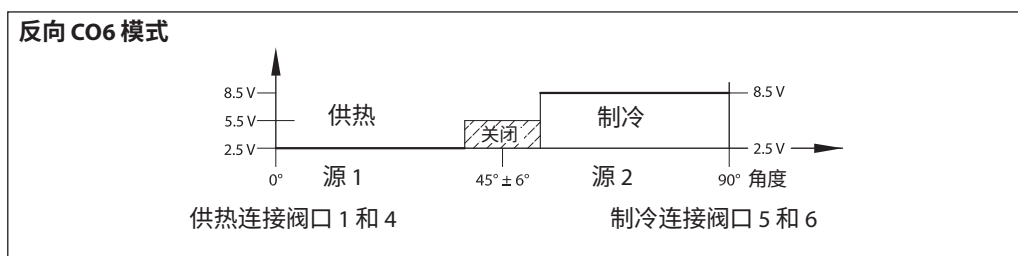 反向 CO6 模式
8.5 V
8.5 V
供热
制冷
5.5 V
关闭
2.5 V
2.5 V
0°
源 1
45° ± 6°
源 2
90°
角度
供热连接阀口 1 和 4
制冷连接阀口 5 和 6